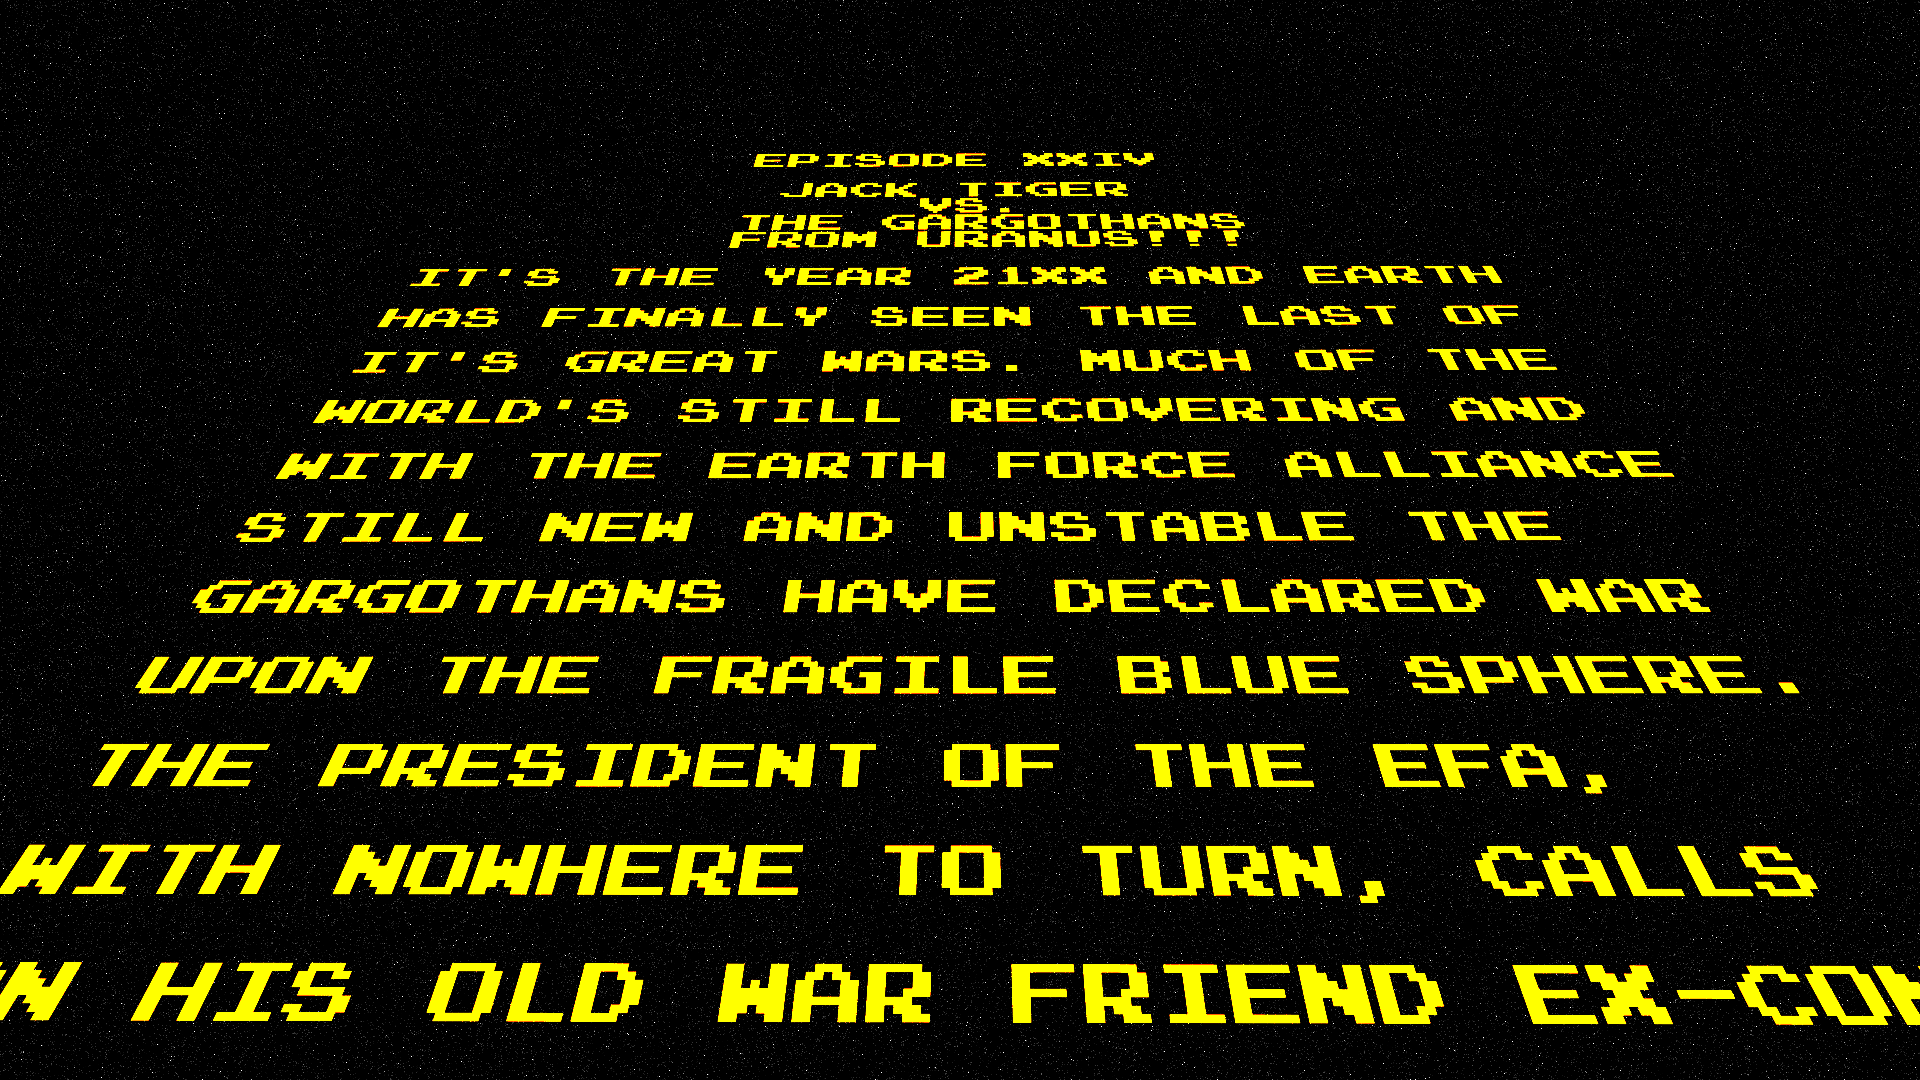 EPISODE XXIV
JACK TIGER
VS.
THE GARGOTHANS
FROM URANUS!!!
IT'S THE YEAR 21XX AND EARTH
HAS FINALLY SEEN THE LAST OF
IT'S GREAT WARS. MUCH OF THE
WORLD'S STILL RECOVERING AND
WITH THE EARTH FORCE ALLIANCE
STILL NEW AND UNSTABLE THE
GARGOTHANS HAVE DECLARED WAR
UPON THE FRAGILE BLUE SPHERE.
THE PRESIDENT OF THE EFA,
WITH NOWHERE TO TURN, CALLS
HIS OLD WAR FRIEND